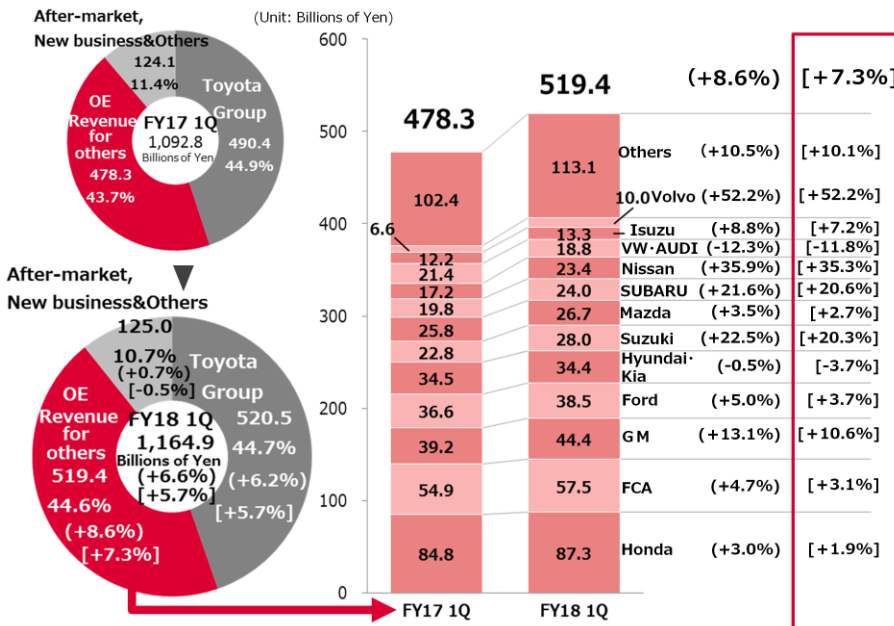 After-market,
New business&Others
124.1
11.4%
Toyota
Group
490.4
44.9%
OE
Revenue
for
others
478.3
43.7%
FY17 1Q
1,092.8
Billions of Yen
After-market,
New business&Others
125.0
10.7%
(+0.7%)
[-0.5%]
Toyota
Group
520.5
44.7%
(+6.2%)
[+5.7%]
OE
Revenue
for
others
519.4
44.6%
(+8.6%)
[+7.3%]
FY18 1Q
1,164.9
Billions of Yen
(+6.6%)
[+5.7%]
(Unit: Billions of Yen)
600
500
400
300
200
100
0
478.3 519.4 (+8.6%) [+7.3%]
102.4 113.1 Others (+10.5%) [+10.1%]
6.6 10.0 Volvo (+52.2%) [+52.2%]
12.2 13.3 Isuzu (+8.8%) [+7.2%]
21.4 18.8 VW·AUDI (-12.3%) [-11.8%]
17.2 23.4 Nissan (+35.9%) [+35.3%]
19.8 24.0 SUBARU (+21.6%) [+20.6%]
25.8 26.7 Mazda (+3.5%) [+2.7%]
22.8 28.0 Suzuki (+22.5%) [+20.3%]
34.5 34.4 Hyundai·
Kia (-0.5%) [-3.7%]
36.6 38.5 Ford (+5.0%) [+3.7%]
39.2 44.4 GM (+13.1%) [+10.6%]
54.9 57.5 FCA (+4.7%) [+3.1%]
84.8 87.3 Honda (+3.0%) [+1.9%]
FY17 1Q FY18 1Q